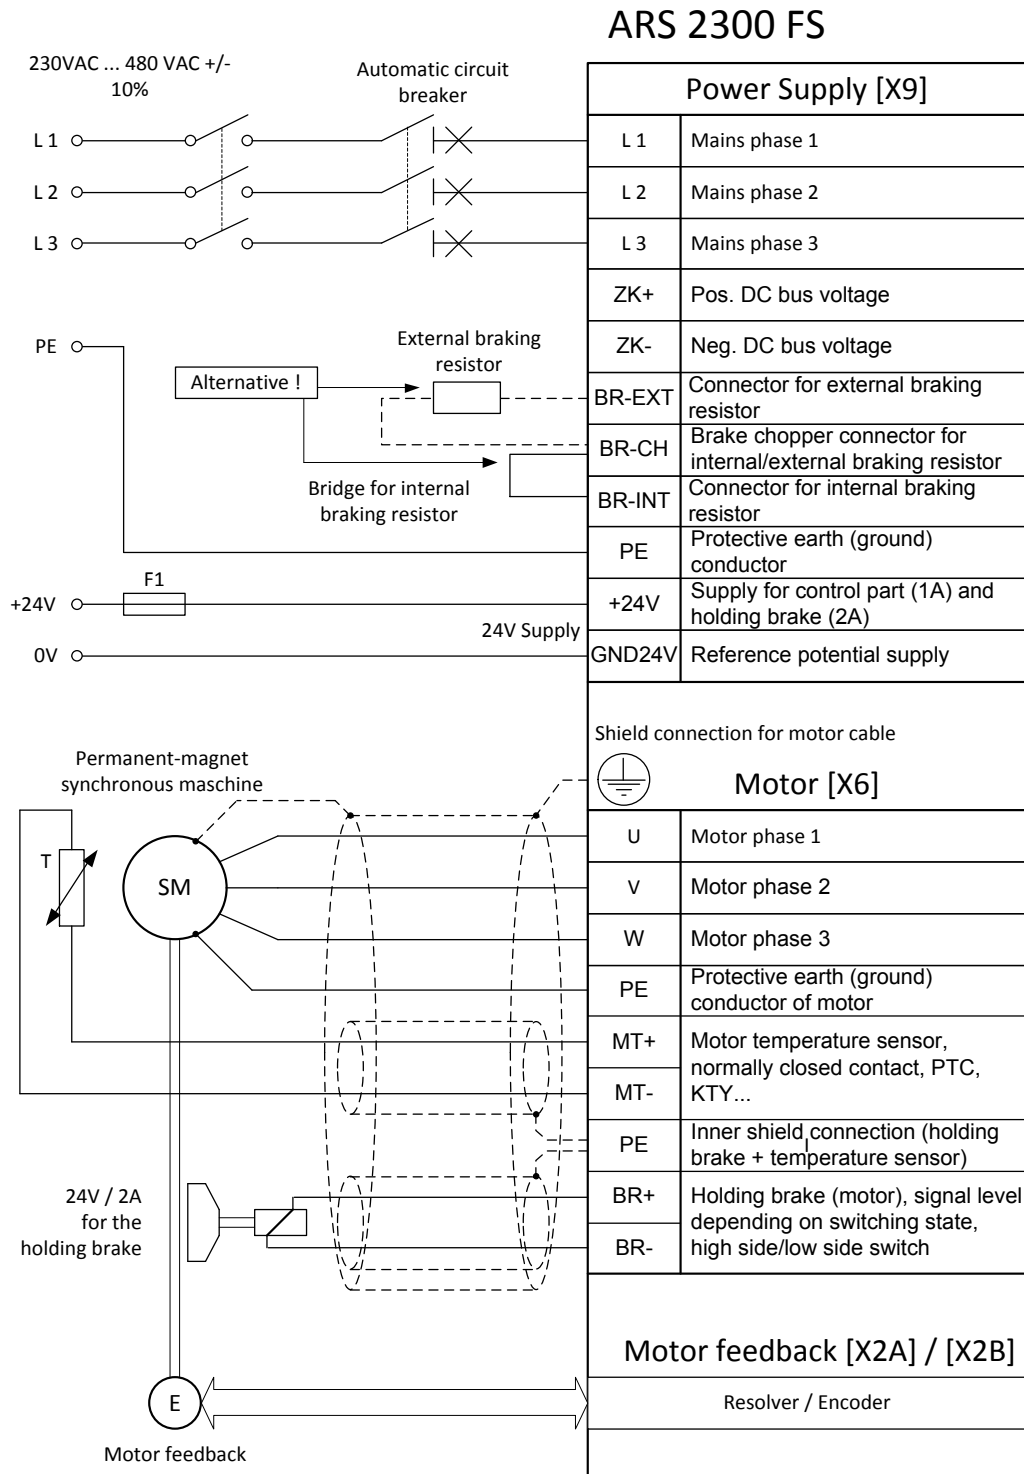 ARS 2300 FS
230VAC ... 480 VAC +/-
10%
Automatic circuit
breaker
Power Supply [X9]
L 1
L 1
Mains phase 1
L 2
L 2
Mains phase 2
L 3
L 3
Mains phase 3
ZK+
Pos. DC bus voltage
PE
ZK-
Neg. DC bus voltage
External braking
resistor
Alternative !
BR-EXT
Connector for external braking
resistor
BR-CH
Brake chopper connector for
internal/external braking resistor
Bridge for internal
braking resistor
BR-INT
Connector for internal braking
resistor
PE
Protective earth (ground)
conductor
F1
+24V
+24V
Supply for control part (1A) and
holding brake (2A)
24V Supply
0V
GND24V
Reference potential supply
Shield connection for motor cable
Permanent-magnet
synchronous maschine
Motor [X6]
U
Motor phase 1
T
SM
V
Motor phase 2
W
Motor phase 3
PE
Protective earth (ground)
conductor of motor
MT+
MT-
Motor temperature sensor,
normally closed contact, PTC,
KTY...
PE
Inner shield connection (holding
brake + temperature sensor)
24V / 2A
for the
holding brake
BR+
BR-
Holding brake (motor), signal level
depending on switching state,
high side/low side switch
Motor feedback [X2A] / [X2B]
E
Resolver / Encoder
Motor feedback